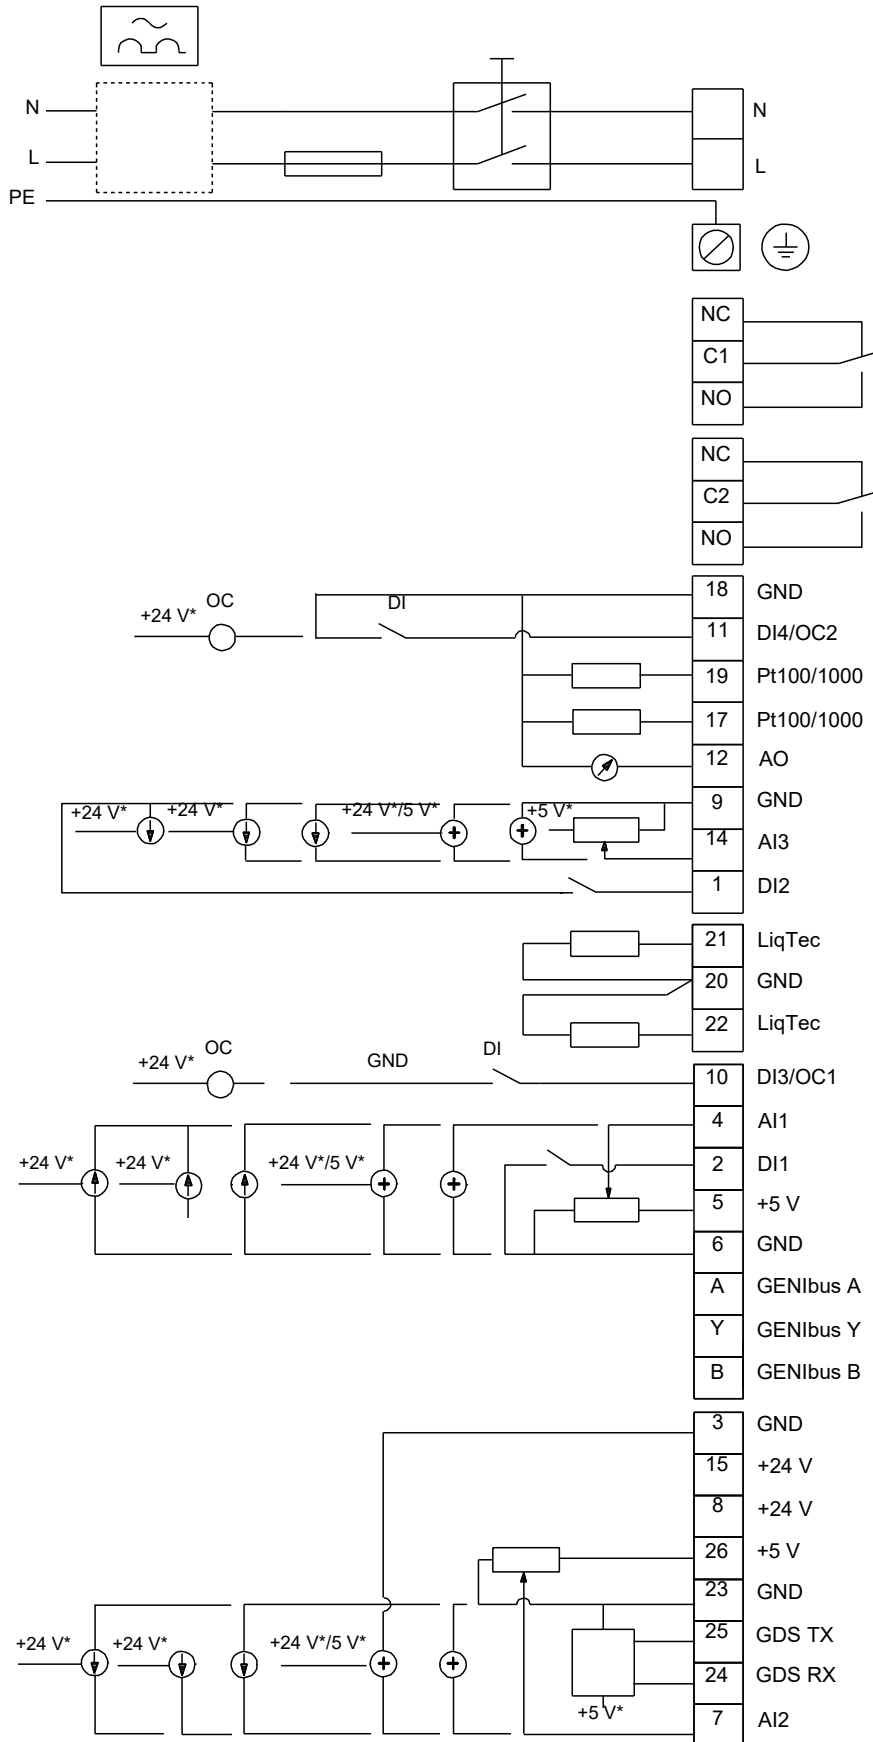 N N
L L
PE
NC
C1
NO
NC
C2
NO
18 GND
+24 V* OC DI 11 DI4/OC2
19 Pt100/1000
17 Pt100/1000
12 AO
+24 V* +24 V* +24 V*/5 V* +5 V* 9 GND
14 AI3
1 DI2
21 LiqTec
20 GND
22 LiqTec
+24 V* OC GND DI 10 DI3/OC1
4 AI1
+24 V* +24 V* +24 V*/5 V* 2 DI1
5 +5 V
6 GND
A GENIbus A
Y GENIbus Y
B GENIbus B
3 GND
15 +24 V
8 +24 V
26 +5 V
23 GND
+24 V* +24 V* +24 V*/5 V* 25 GDS TX
24 GDS RX
+5 V* 7 AI2